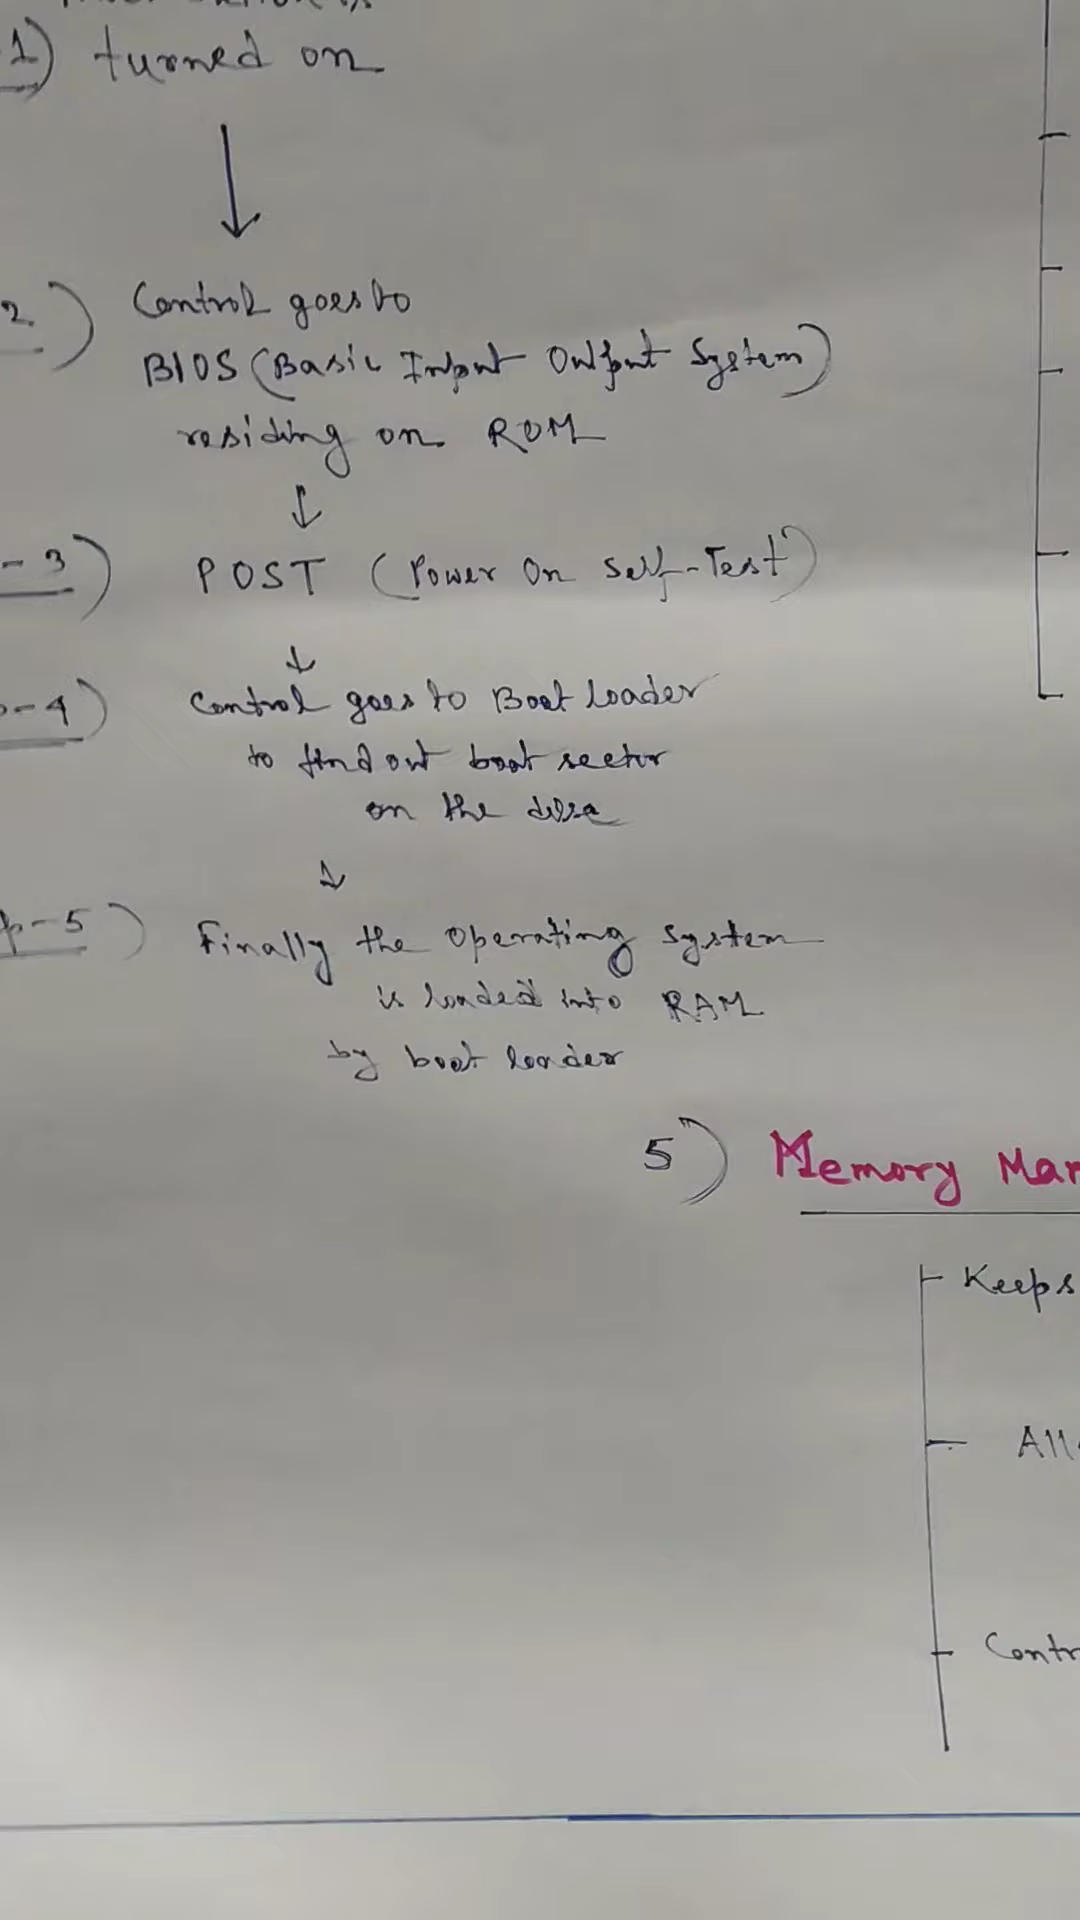 1) turned on
2) Control goes to
BIOS (Basic Input Output System)
residing on ROM
-3) POST (Power On Self-Test)
-4) Control goes to Boot loader
to find out boot sector
on the disc
p-5) Finally the operating system
is loaded into RAM
by boot loader
5) Memory Man
Keeps
All
Contr